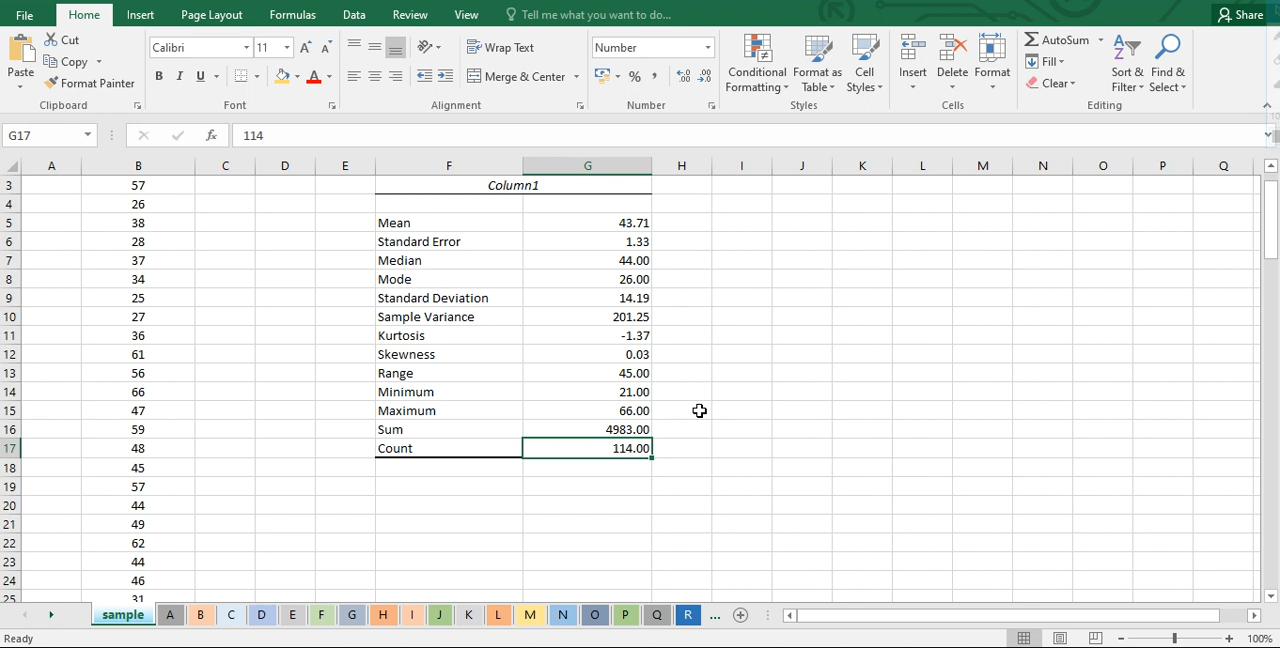 File Home Insert Page Layout Formulas Data Review View Tell me what you want to do... Share
Paste Cut Copy Format Painter
Calibri 11
B I U A
Wrap Text
Merge & Center
Number
%
Conditional Formatting Format as Table Cell Styles
Insert Delete Format
AutoSum Fill Clear
Sort & Filter Find & Select
Clipboard Font Alignment Number Styles Cells Editing
G17 fx 114
A B C D E F G H I J K L M N O P Q
3 57 Column1
4 26
5 38 Mean 43.71
6 28 Standard Error 1.33
7 37 Median 44.00
8 34 Mode 26.00
9 25 Standard Deviation 14.19
10 27 Sample Variance 201.25
11 36 Kurtosis -1.37
12 61 Skewness 0.03
13 56 Range 45.00
14 66 Minimum 21.00
15 47 Maximum 66.00
16 59 Sum 4983.00
17 48 Count 114.00
18 45
19 57
20 44
21 49
22 62
23 44
24 46
25 31
sample A B C D E F G H I J K L M N O P Q R ...
Ready 100%